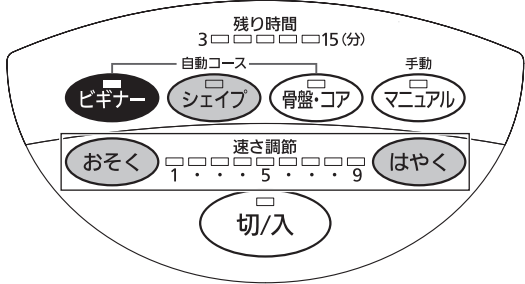 残り時間
3 15(分)
自動コース 手動
ビギナー シェイプ 骨盤・コア マニュアル
速さ調節
おそく はやく
1・・・5・・・9
切/入